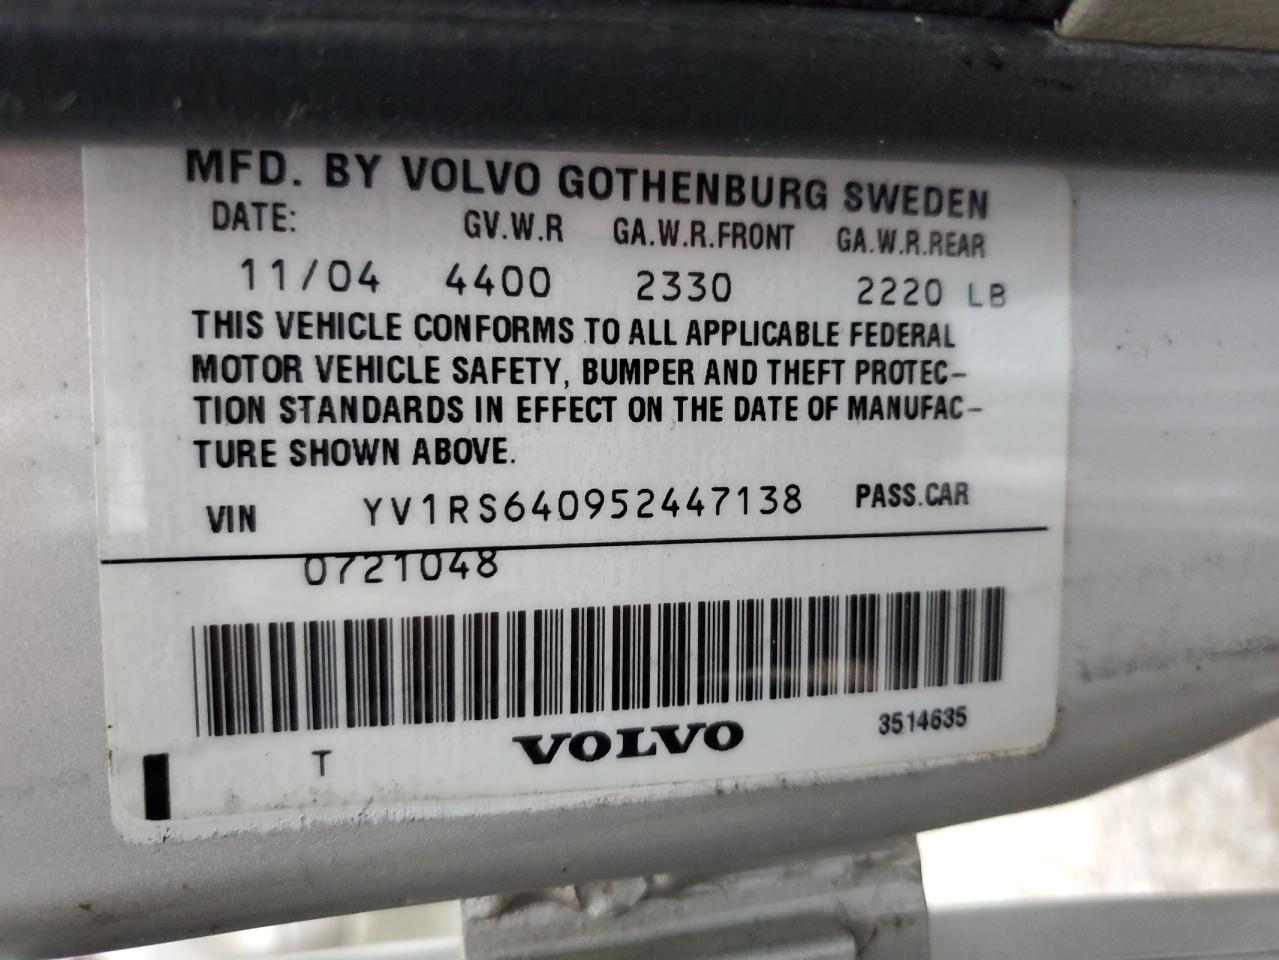 MFD. BY VOLVO GOTHENBURG SWEDEN
DATE: GV.W.R GA.W.R.FRONT GA.W.R.REAR
11/04 4400 2330 2220 LB
THIS VEHICLE CONFORMS TO ALL APPLICABLE FEDERAL
MOTOR VEHICLE SAFETY, BUMPER AND THEFT PROTEC-
TION STANDARDS IN EFFECT ON THE DATE OF MANUFAC-
TURE SHOWN ABOVE.
VIN YV1RS640952447138 PASS.CAR
0721048
T VOLVO 3514635